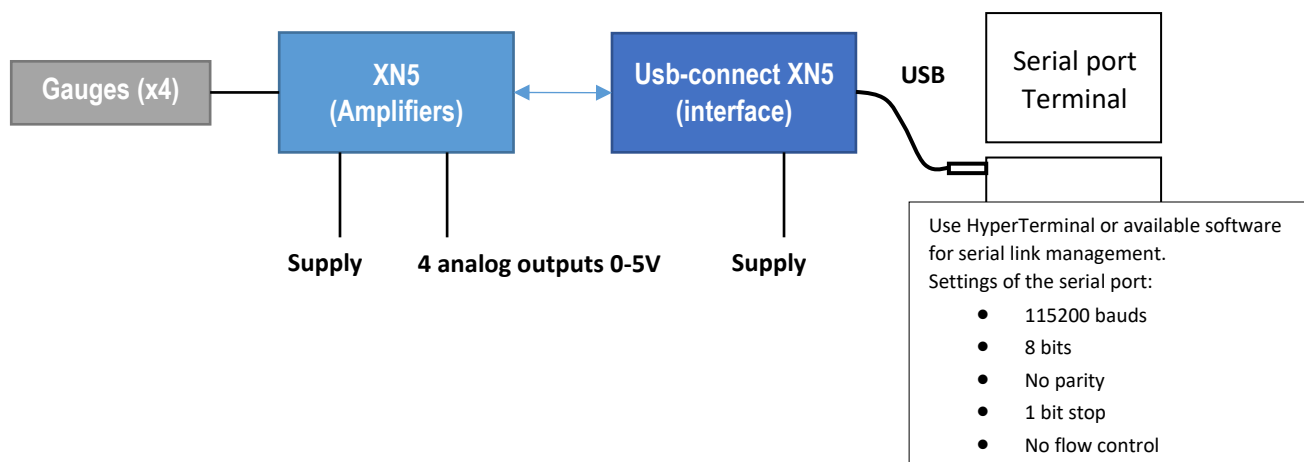 Gauges (x4)
XN5
(Amplifiers)
Usb-connect XN5
(interface)
USB
Serial port
Terminal
Supply
4 analog outputs 0-5V
Supply
Use HyperTerminal or available software
for serial link management.
Settings of the serial port:
● 115200 bauds
● 8 bits
● No parity
● 1 bit stop
● No flow control